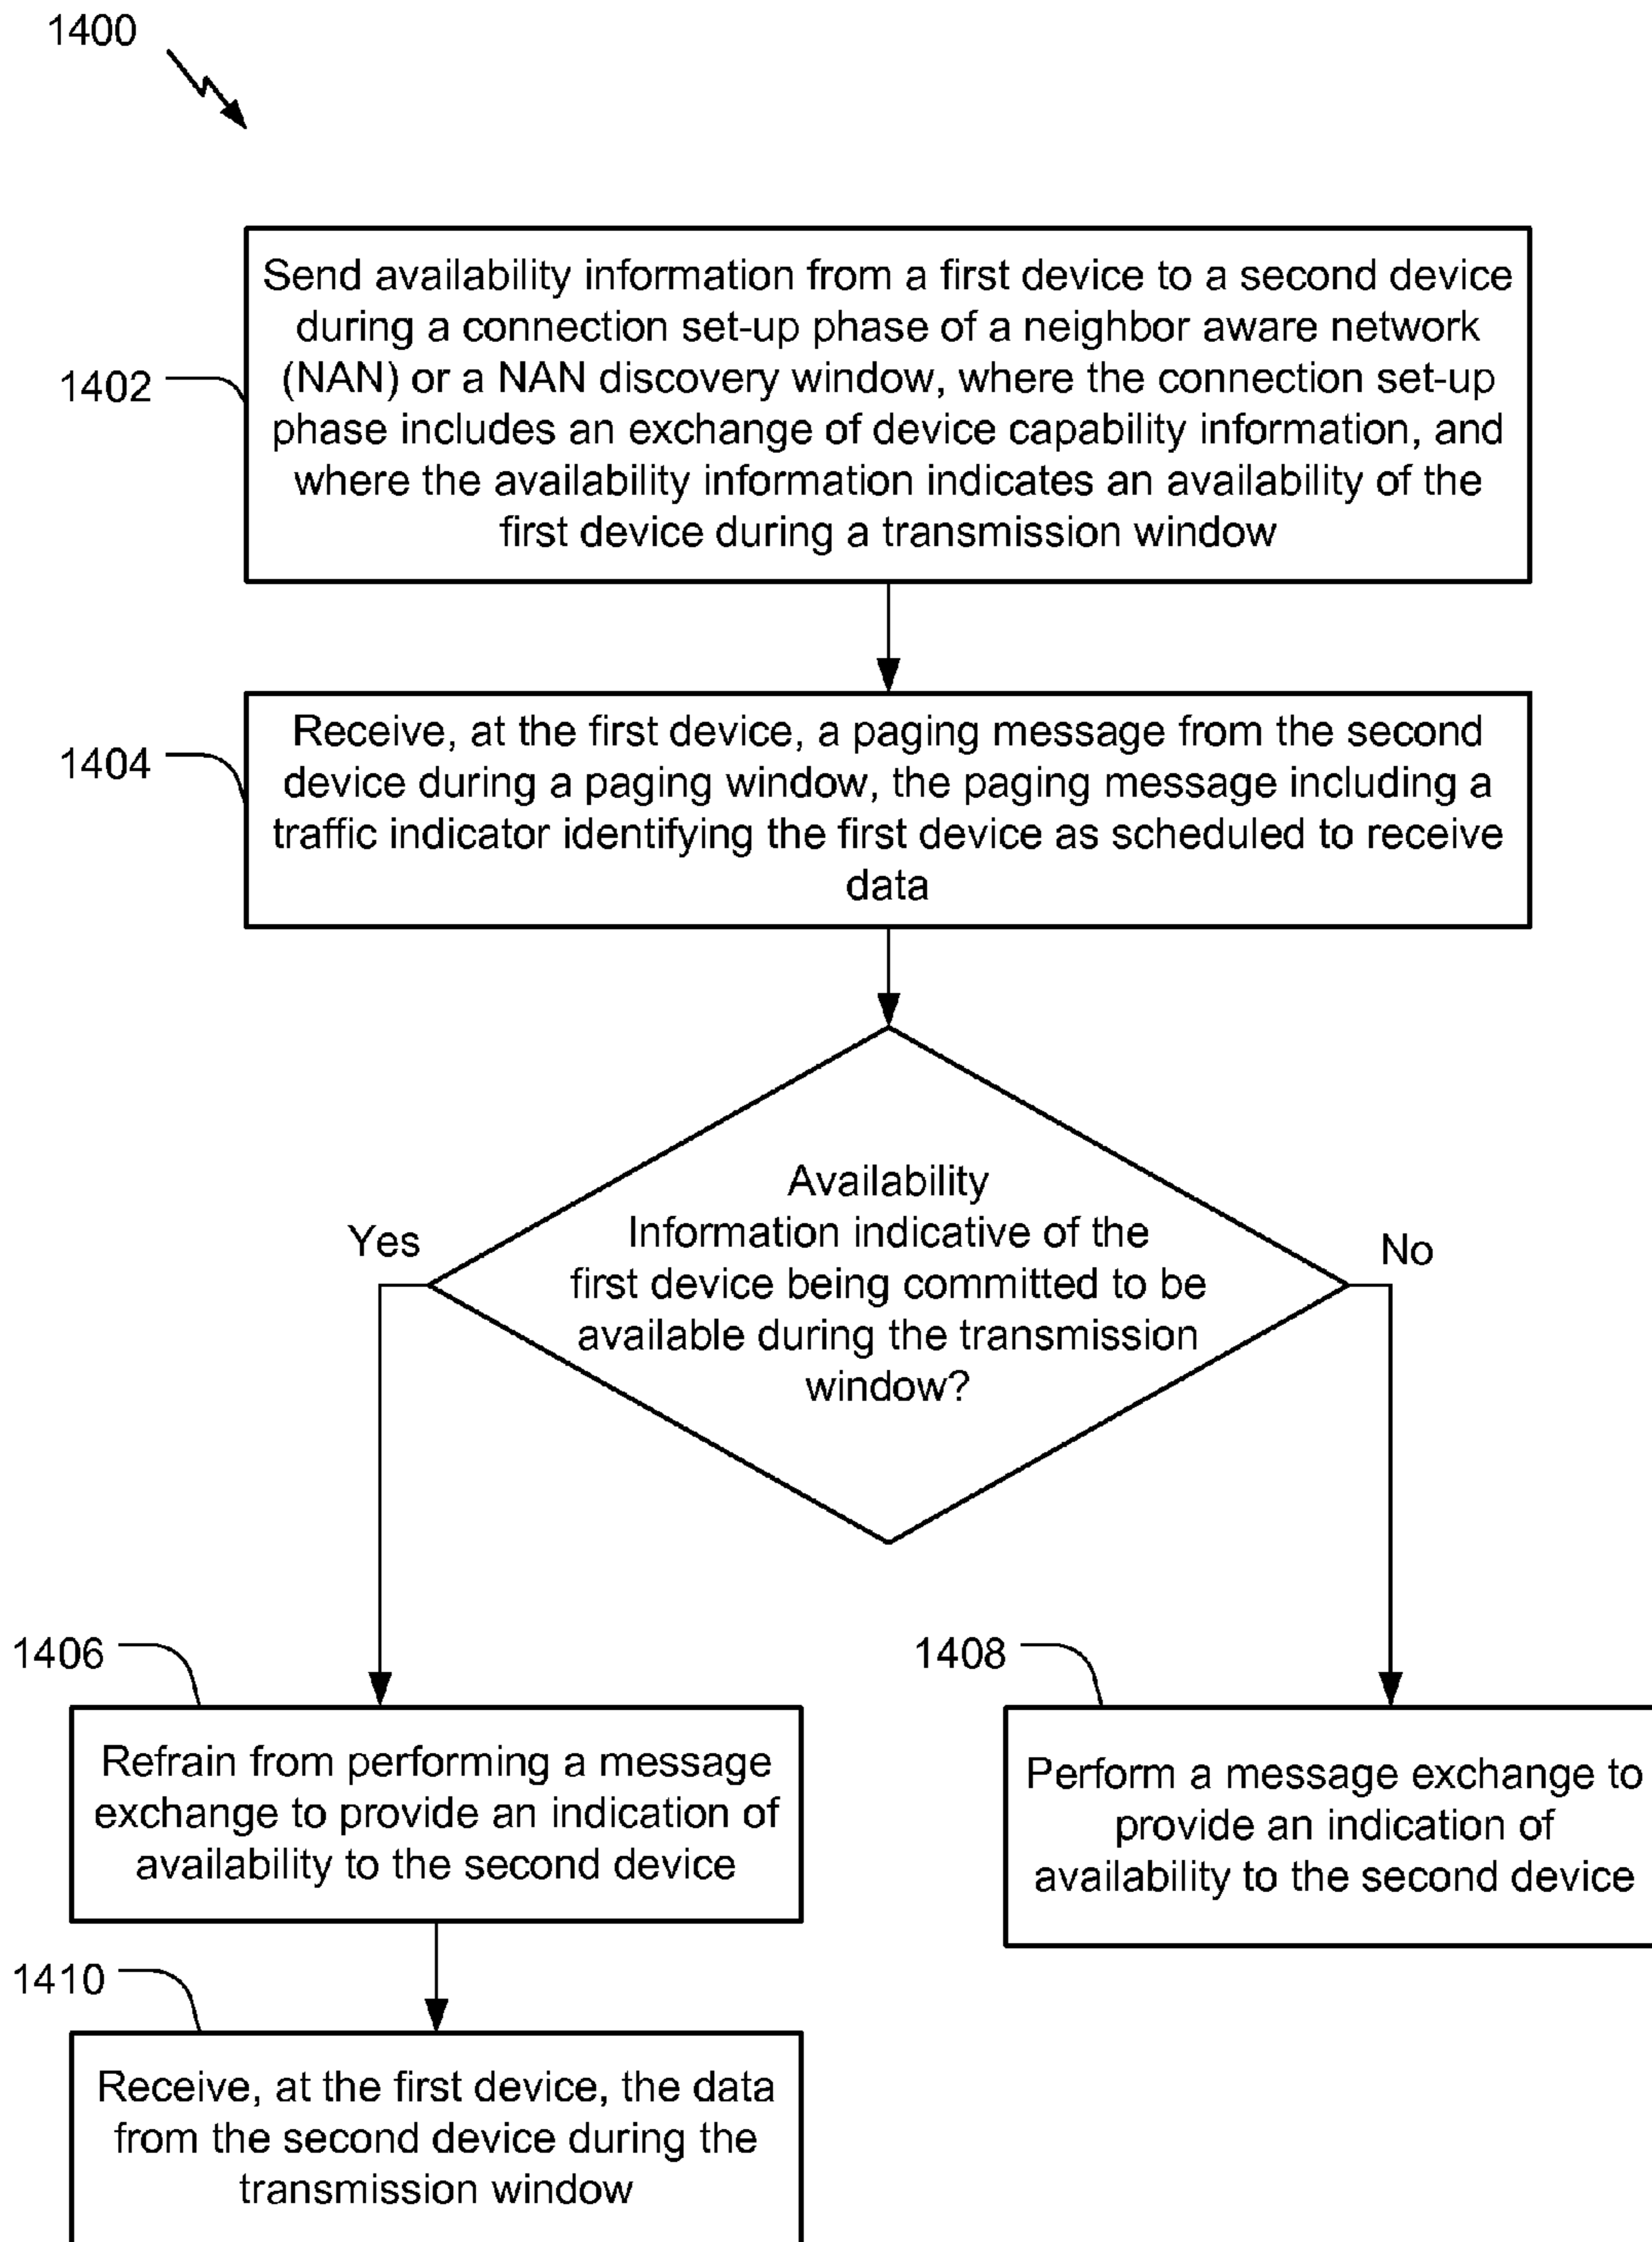 1400
Send availability information from a first device to a second device
during a connection set-up phase of a neighbor aware network
(NAN) or a NAN discovery window, where the connection set-up
phase includes an exchange of device capability information, and
where the availability information indicates an availability of the
first device during a transmission window
1402
Receive, at the first device, a paging message from the second
device during a paging window, the paging message including a
traffic indicator identifying the first device as scheduled to receive
data
1404
Availability
Information indicative of the
first device being committed to be
available during the transmission
window?
Yes
No
1406
Refrain from performing a message
exchange to provide an indication of
availability to the second device
1408
Perform a message exchange to
provide an indication of
availability to the second device
1410
Receive, at the first device, the data
from the second device during the
transmission window